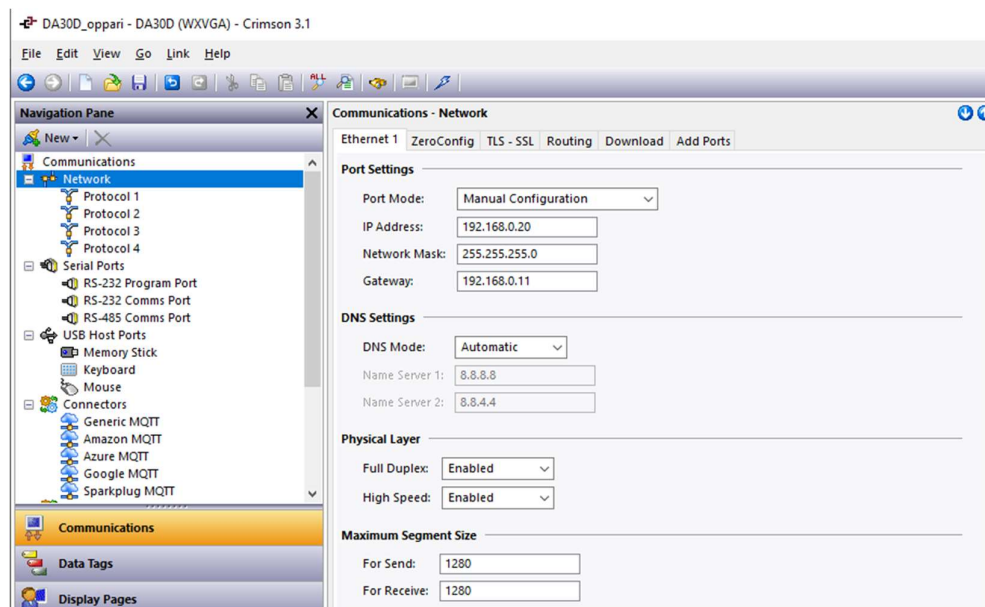 DA30D_oppari - DA30D (WXVGA) - Crimson 3.1
File Edit View Go Link Help
ALL
Navigation Pane
New
Communications
Network
Protocol 1
Protocol 2
Protocol 3
Protocol 4
Serial Ports
RS-232 Program Port
RS-232 Comms Port
RS-485 Comms Port
USB Host Ports
Memory Stick
Keyboard
Mouse
Connectors
Generic MQTT
Amazon MQTT
Azure MQTT
Google MQTT
Sparkplug MQTT
Communications
Data Tags
Display Pages
Communications - Network
Ethernet 1 ZeroConfig TLS - SSL Routing Download Add Ports
Port Settings
Port Mode: Manual Configuration
IP Address: 192.168.0.20
Network Mask: 255.255.255.0
Gateway: 192.168.0.11
DNS Settings
DNS Mode: Automatic
Name Server 1: 8.8.8.8
Name Server 2: 8.8.4.4
Physical Layer
Full Duplex: Enabled
High Speed: Enabled
Maximum Segment Size
For Send: 1280
For Receive: 1280